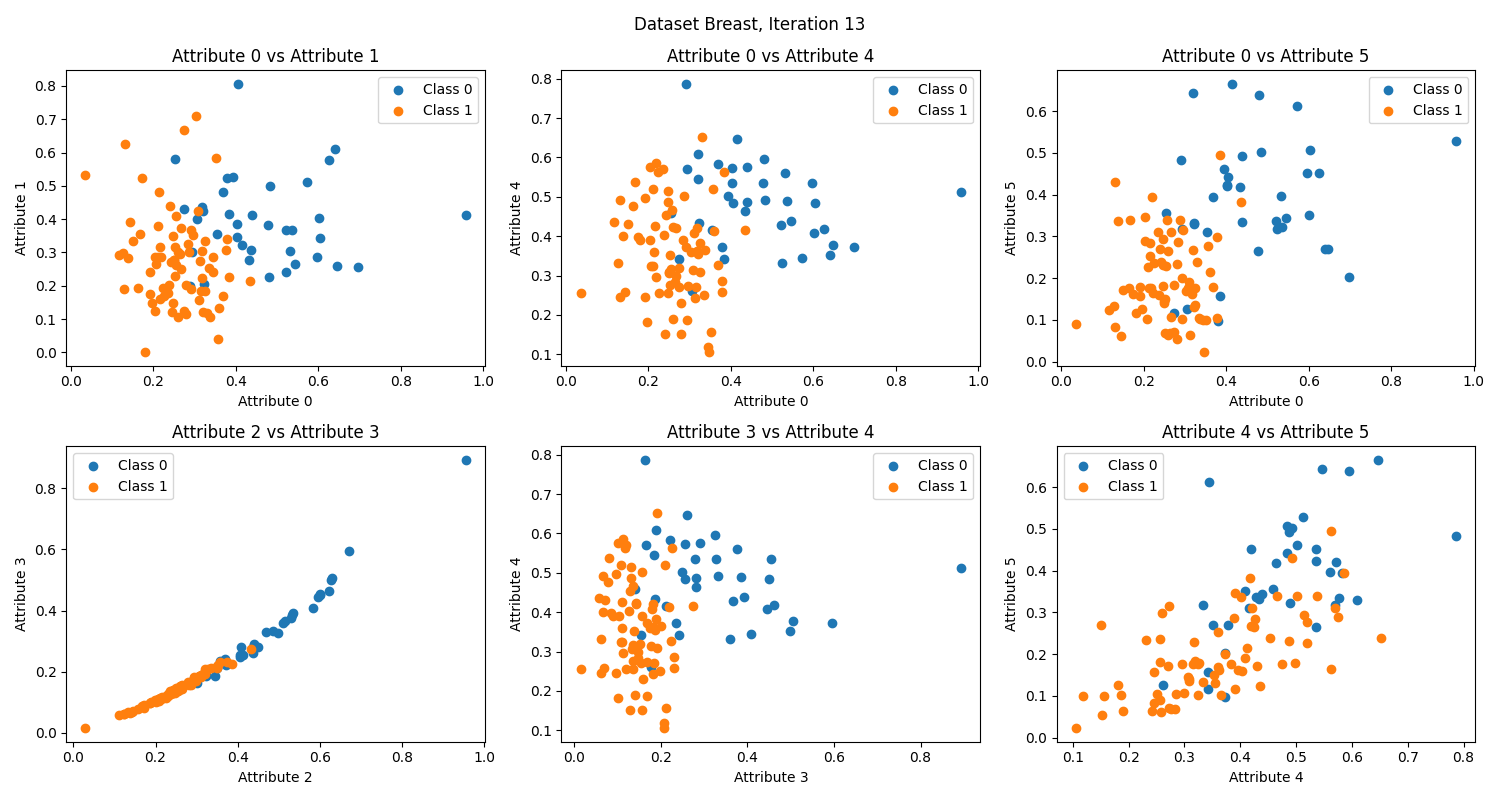 Dataset Breast, Iteration 13
Attribute 0 vs Attribute 1
Class 0
Class 1
Attribute 1
0.8
0.7
0.6
0.5
0.4
0.3
0.2
0.1
0.0
0.0 0.2 0.4 0.6 0.8 1.0
Attribute 0
Attribute 0 vs Attribute 4
Class 0
Class 1
Attribute 4
0.8
0.7
0.6
0.5
0.4
0.3
0.2
0.1
0.0 0.2 0.4 0.6 0.8 1.0
Attribute 0
Attribute 0 vs Attribute 5
Class 0
Class 1
Attribute 5
0.6
0.5
0.4
0.3
0.2
0.1
0.0
0.0 0.2 0.4 0.6 0.8 1.0
Attribute 0
Attribute 2 vs Attribute 3
Class 0
Class 1
Attribute 3
0.8
0.6
0.4
0.2
0.0
0.0 0.2 0.4 0.6 0.8 1.0
Attribute 2
Attribute 3 vs Attribute 4
Class 0
Class 1
Attribute 4
0.8
0.7
0.6
0.5
0.4
0.3
0.2
0.1
0.0 0.2 0.4 0.6 0.8
Attribute 3
Attribute 4 vs Attribute 5
Class 0
Class 1
Attribute 5
0.6
0.5
0.4
0.3
0.2
0.1
0.0
0.1 0.2 0.3 0.4 0.5 0.6 0.7 0.8
Attribute 4